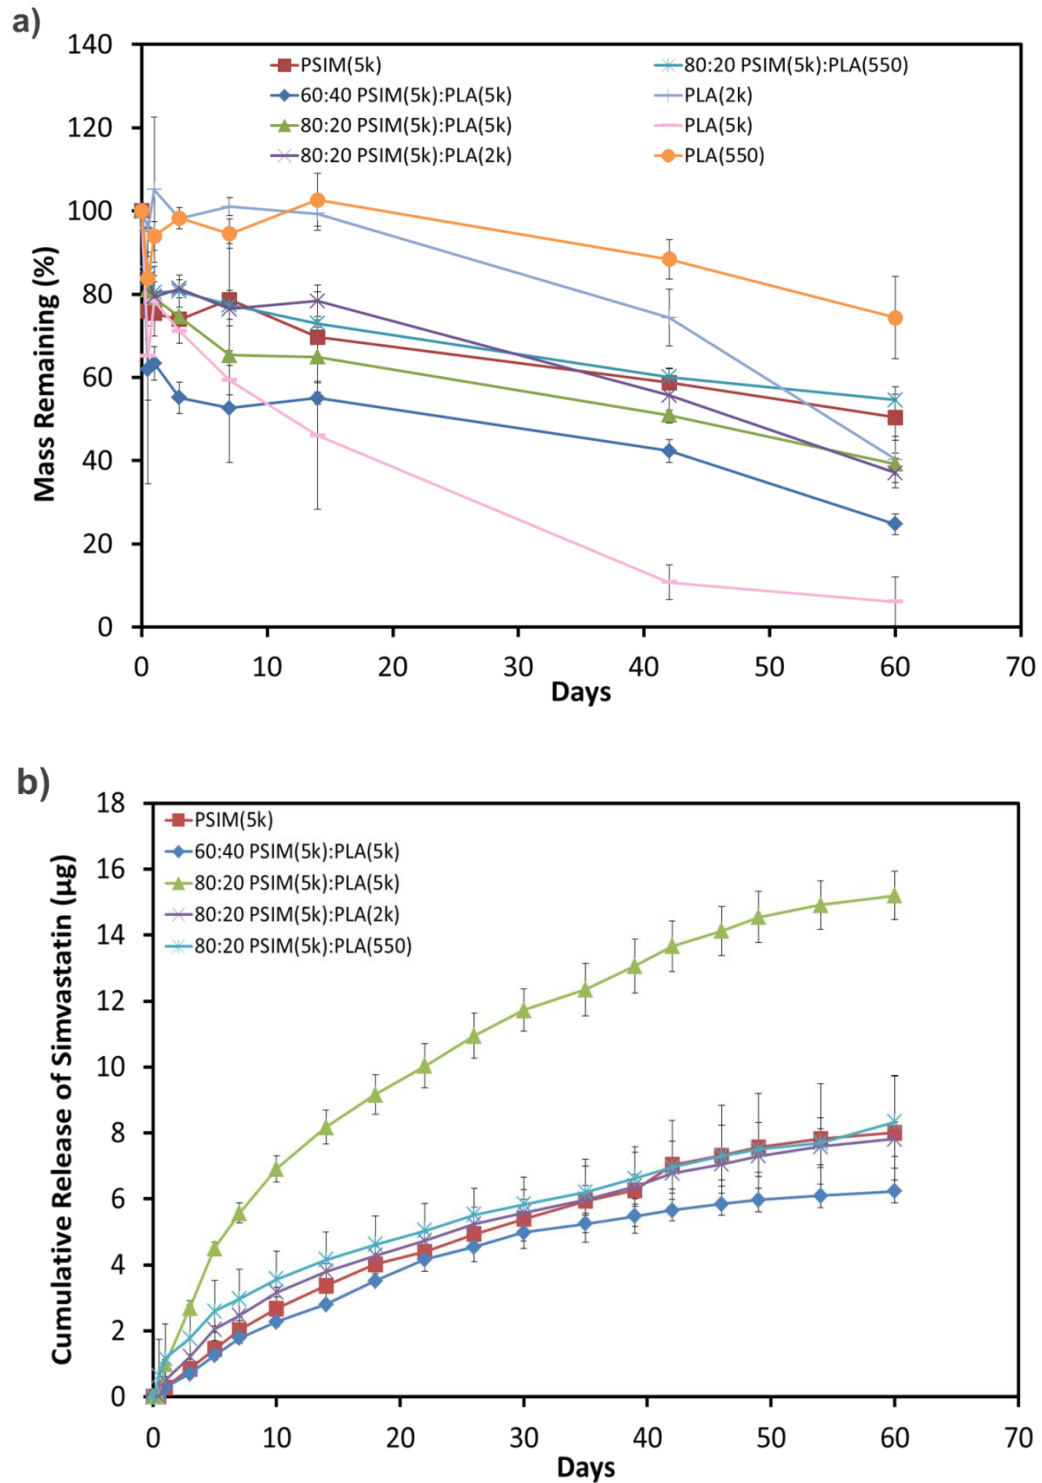 a)
140
120
100
80
60
40
20
0
Mass Remaining (%)
PSIM(5k)
80:20 PSIM(5k):PLA(550)
60:40 PSIM(5k):PLA(5k)
PLA(2k)
80:20 PSIM(5k):PLA(5k)
PLA(5k)
80:20 PSIM(5k):PLA(2k)
PLA(550)
0 10 20 30 40 50 60 70
Days
b)
18
16
14
12
10
8
6
4
2
0
Cumulative Release of Simvastatin (µg)
PSIM(5k)
60:40 PSIM(5k):PLA(5k)
80:20 PSIM(5k):PLA(5k)
80:20 PSIM(5k):PLA(2k)
80:20 PSIM(5k):PLA(550)
0 10 20 30 40 50 60 70
Days